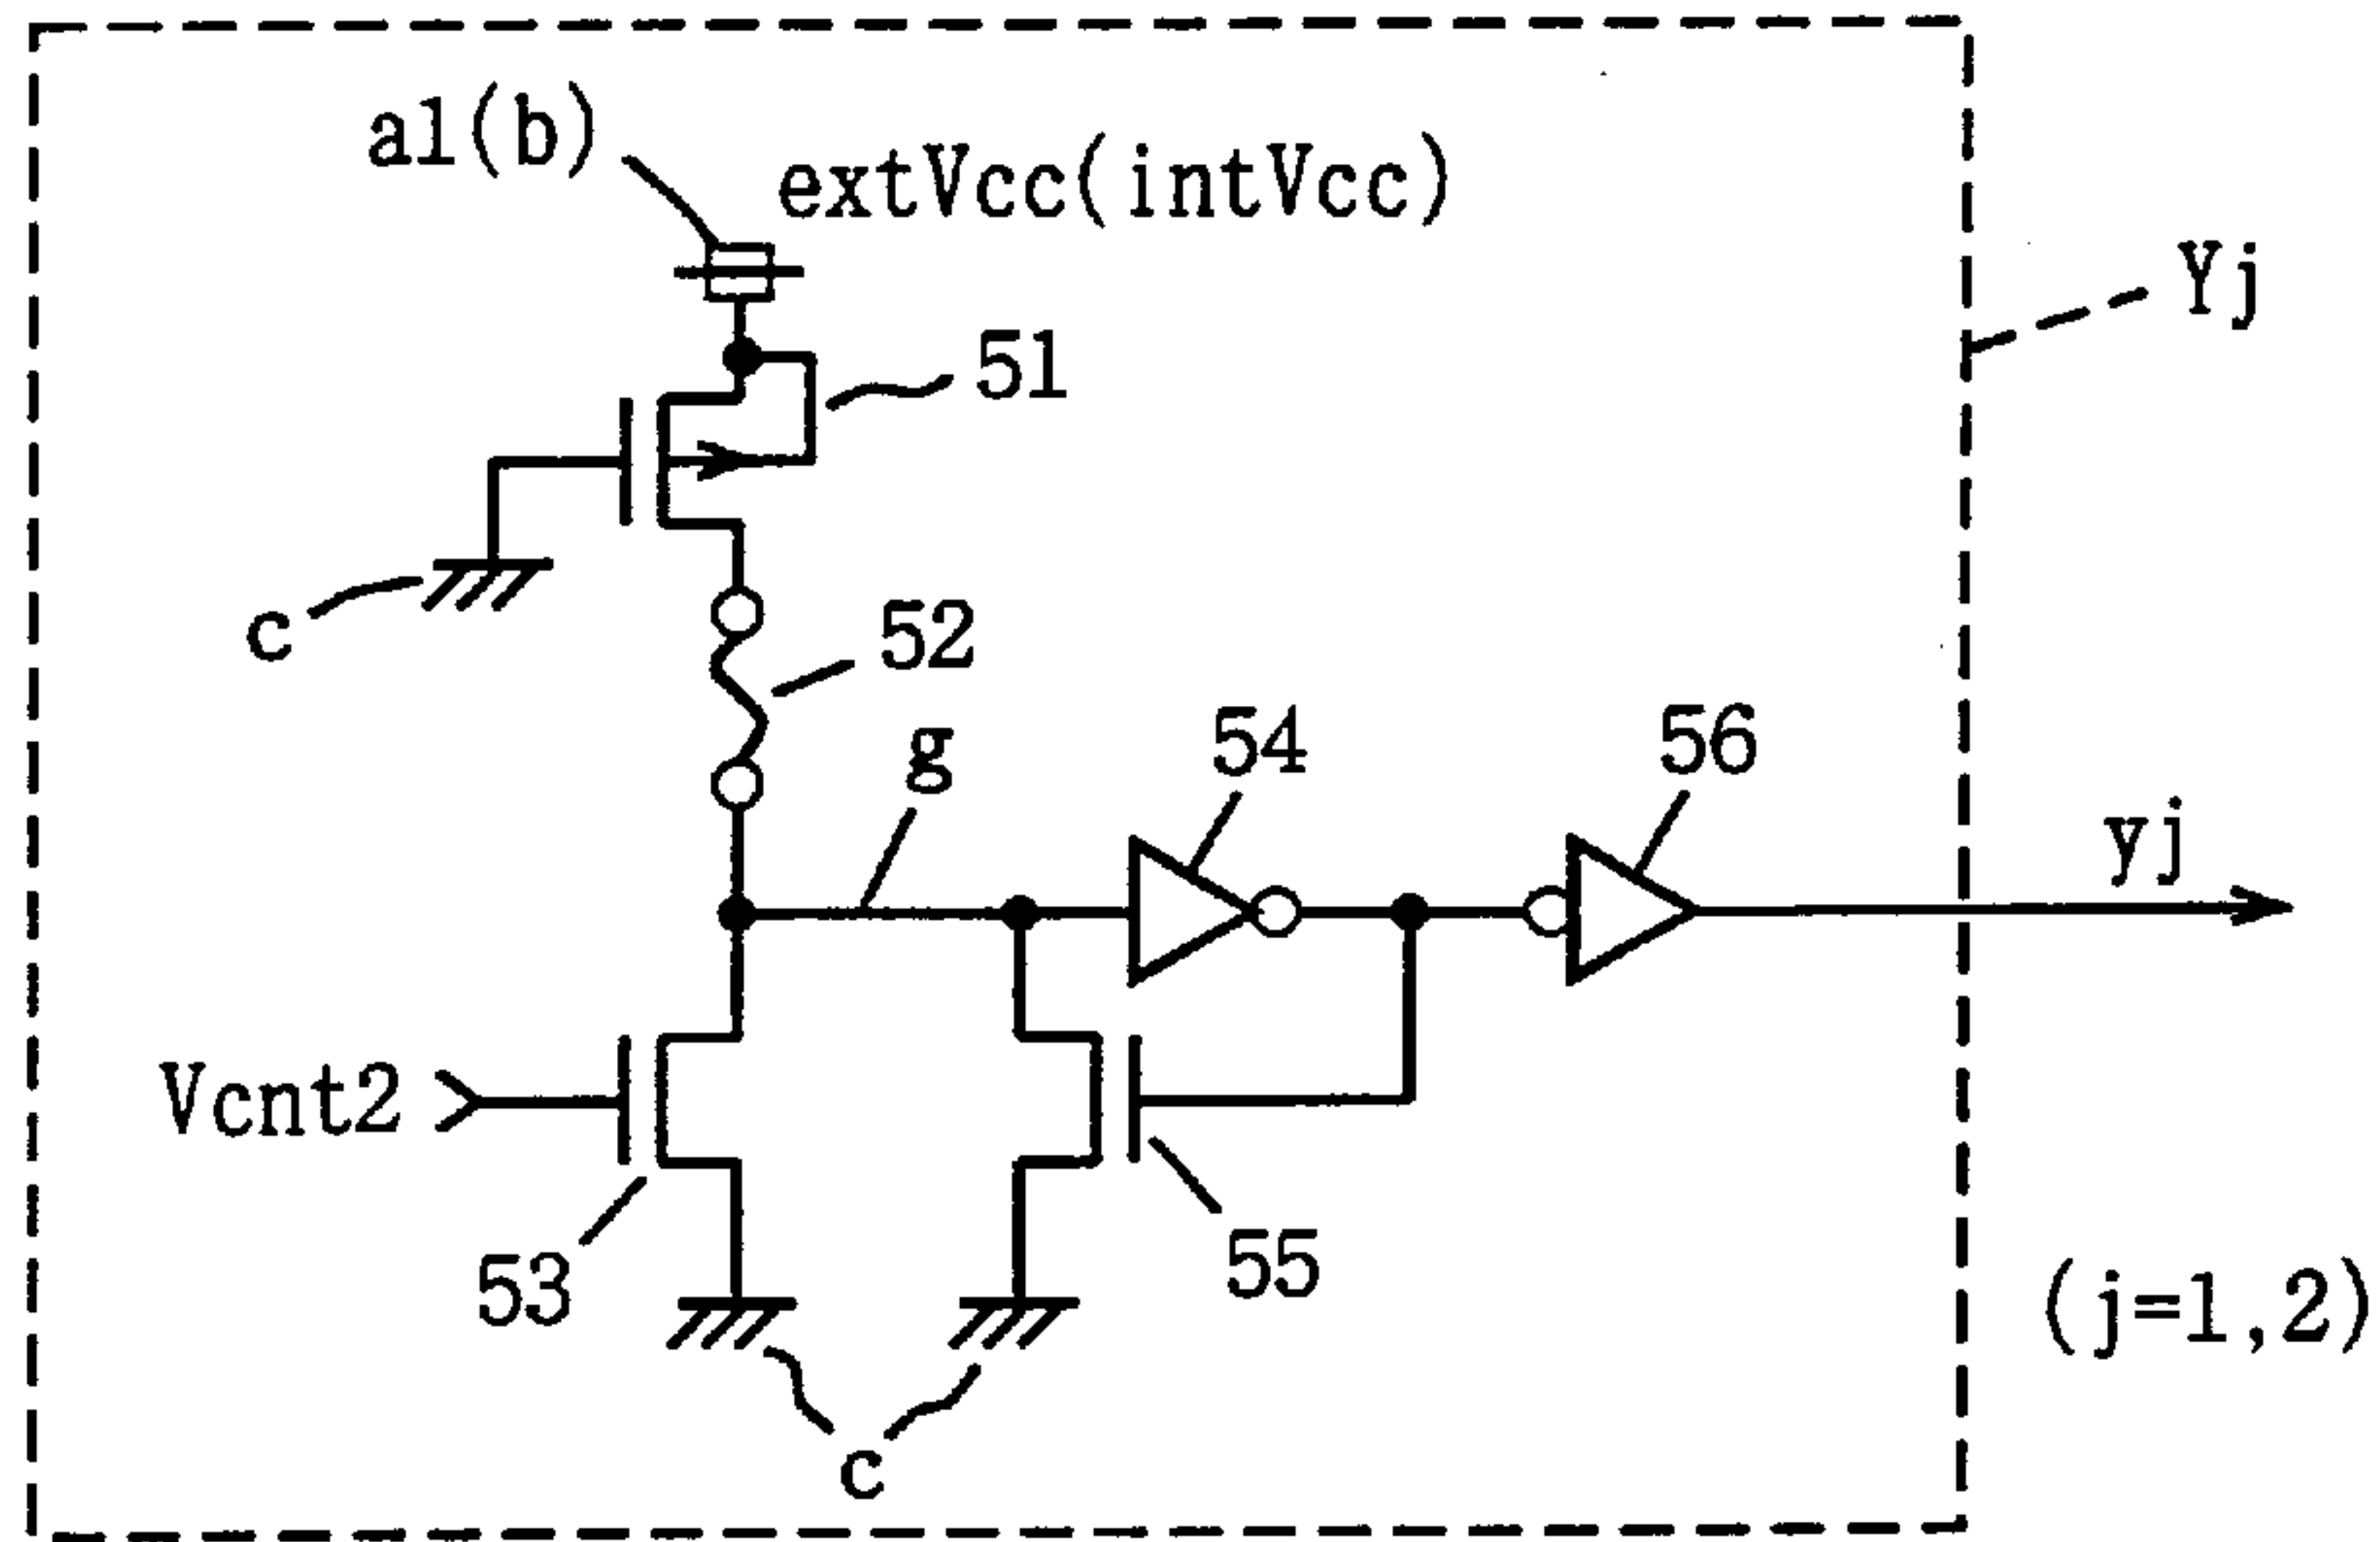 a1(b)
extVcc(intVcc)
Yj
51
c
52
g
54
56
yj
Vcnt2
53
55
(j=1,2)
c